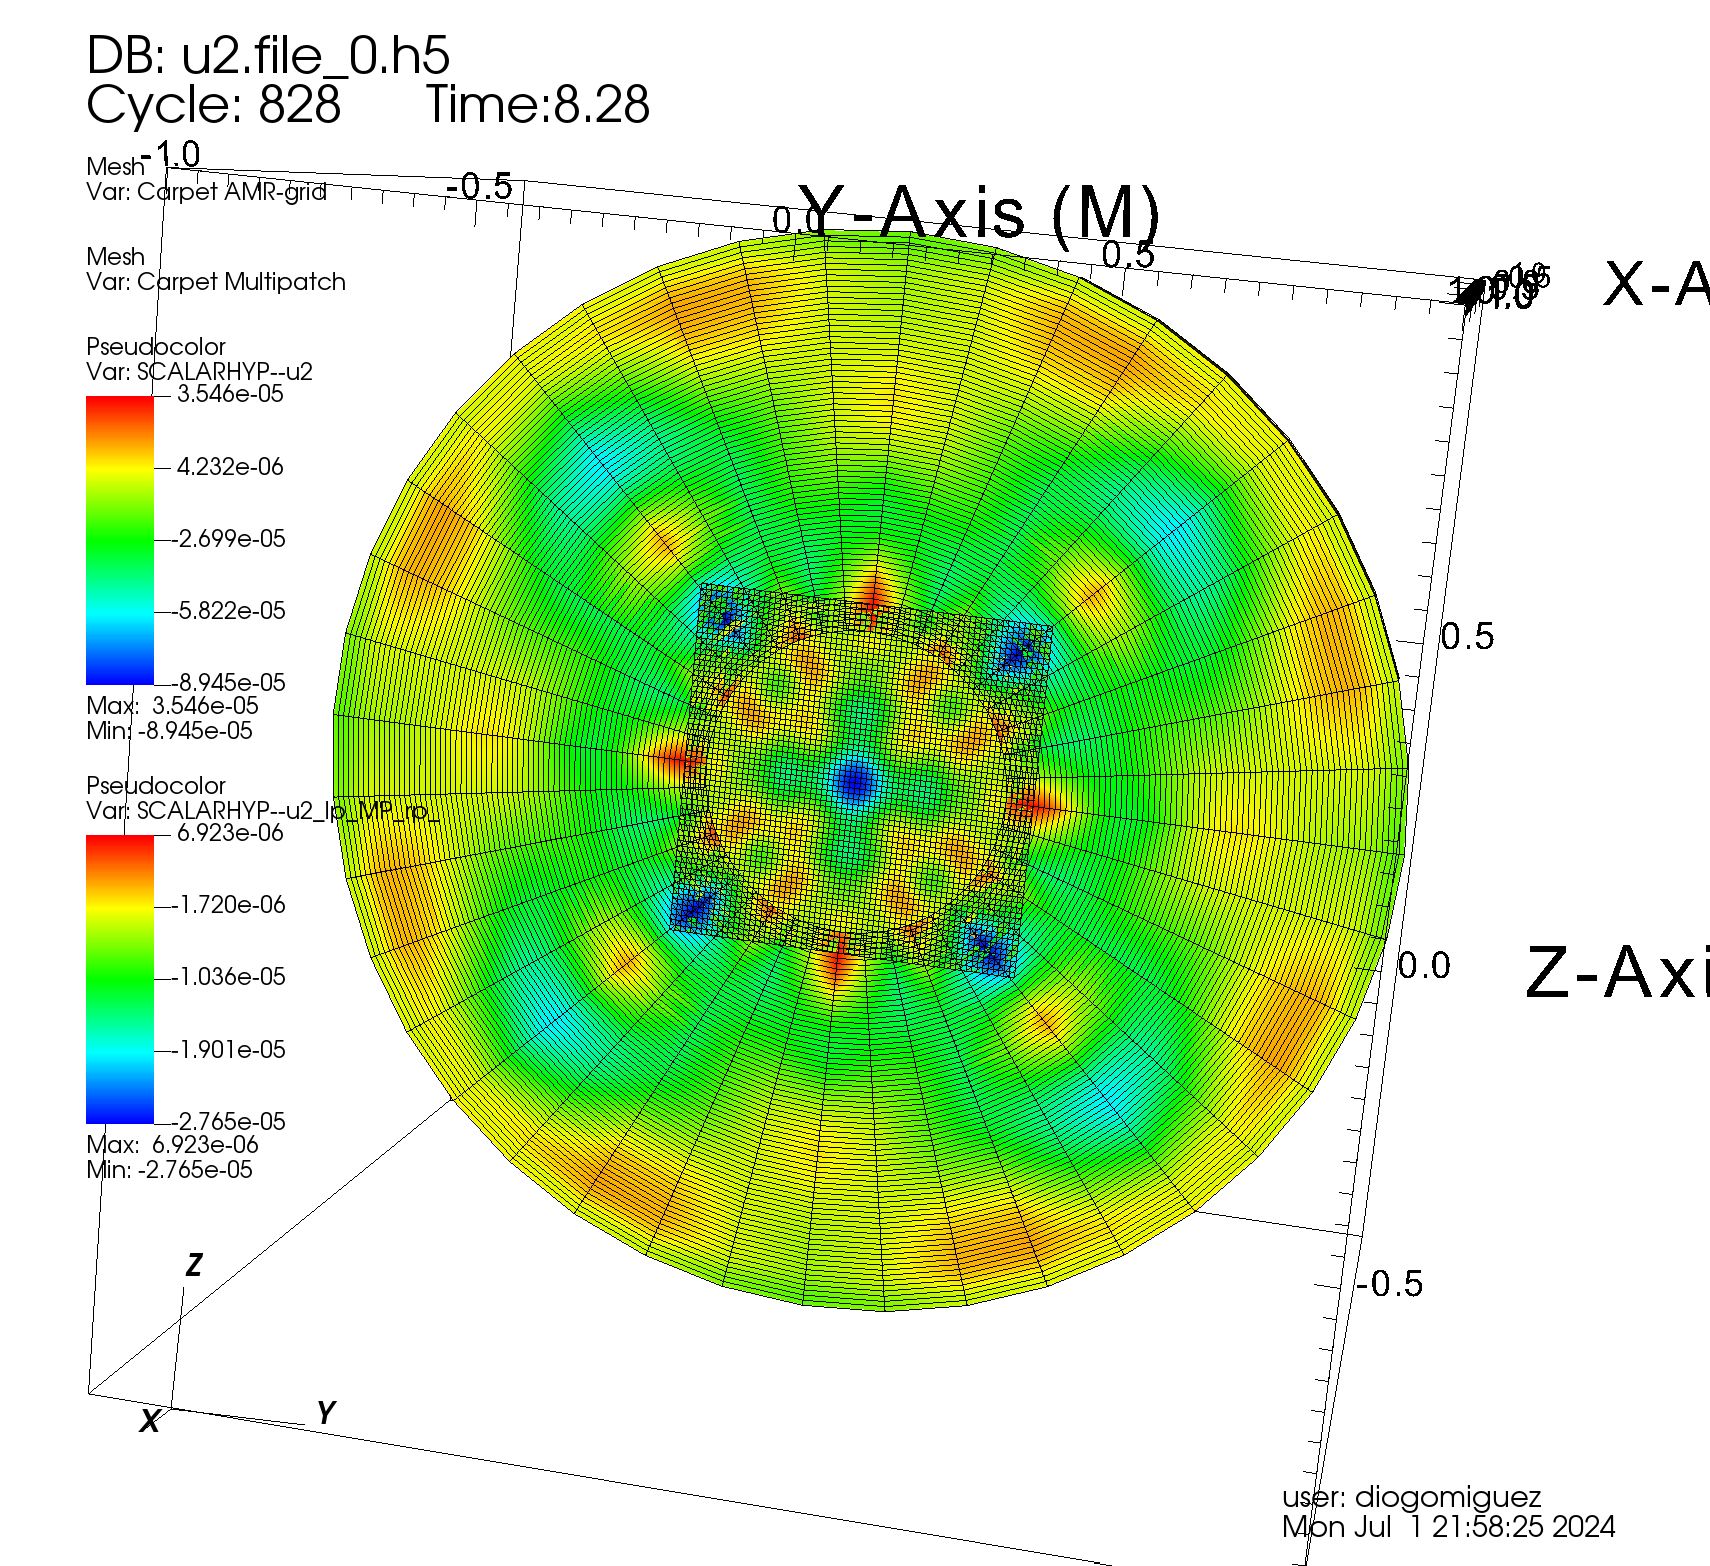 DB: u2.file_0.h5
Cycle: 828 Time:8.28
Mesh
Var: Carpet AMR-grid
Mesh
Var: Carpet Multipatch
Pseudocolor
Var: SCALARHYP--u2
3.546e-05
4.232e-06
-2.699e-05
-5.822e-05
-8.945e-05
Max: 3.546e-05
Min: -8.945e-05
Pseudocolor
Var: SCALARHYP--u2_lp_MP_rp_
6.923e-06
-1.720e-06
-1.036e-05
-1.901e-05
-2.765e-05
Max: 6.923e-06
Min: -2.765e-05
-1.0
-0.5
0.0
Y-Axis (M)
0.5
X-A
0.5
0.0
Z-Axi
-0.5
Z
X
Y
user: diogomiguez
Mon Jul 1 21:58:25 2024